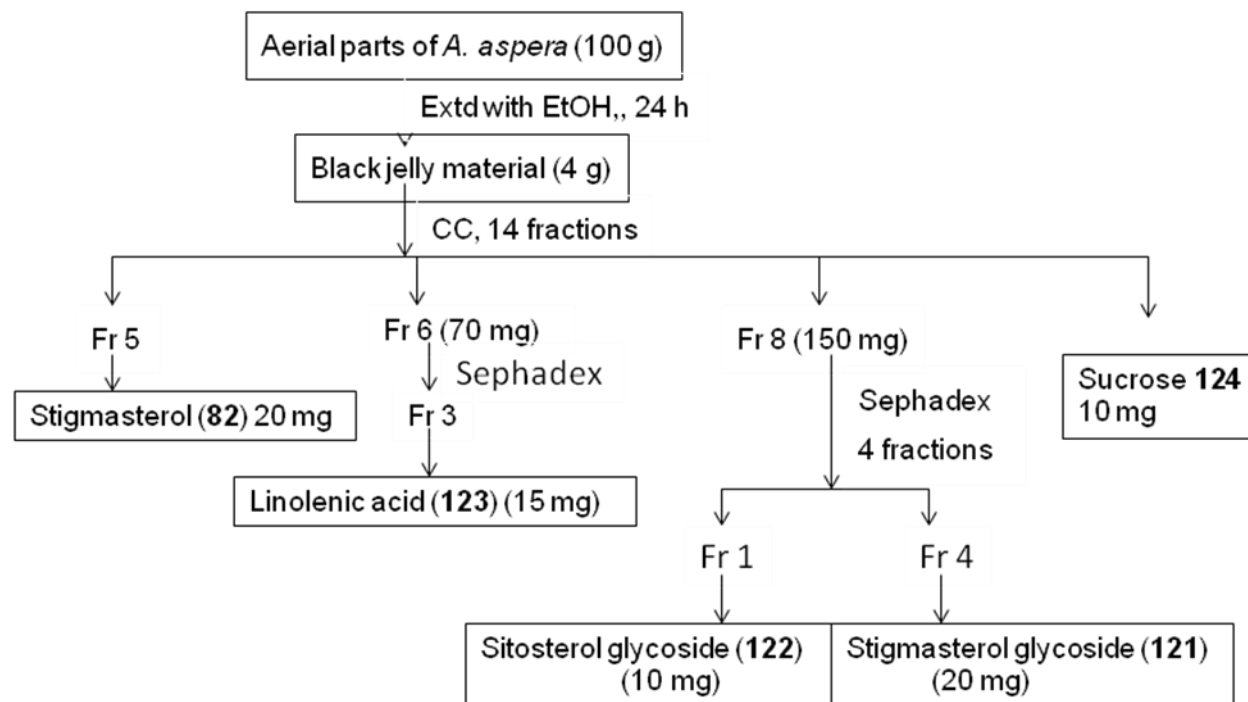 Aerial parts of A. aspera (100 g)
Extd with EtOH,, 24 h
Black jelly material (4 g)
CC, 14 fractions
Fr 5
Stigmasterol (82) 20 mg
Fr 6 (70 mg)
Sephadex
Fr 3
Linolenic acid (123) (15 mg)
Fr 8 (150 mg)
Sephadex
4 fractions
Fr 1
Fr 4
Sitosterol glycoside (122)
(10 mg)
Stigmasterol glycoside (121)
(20 mg)
Sucrose 124
10 mg